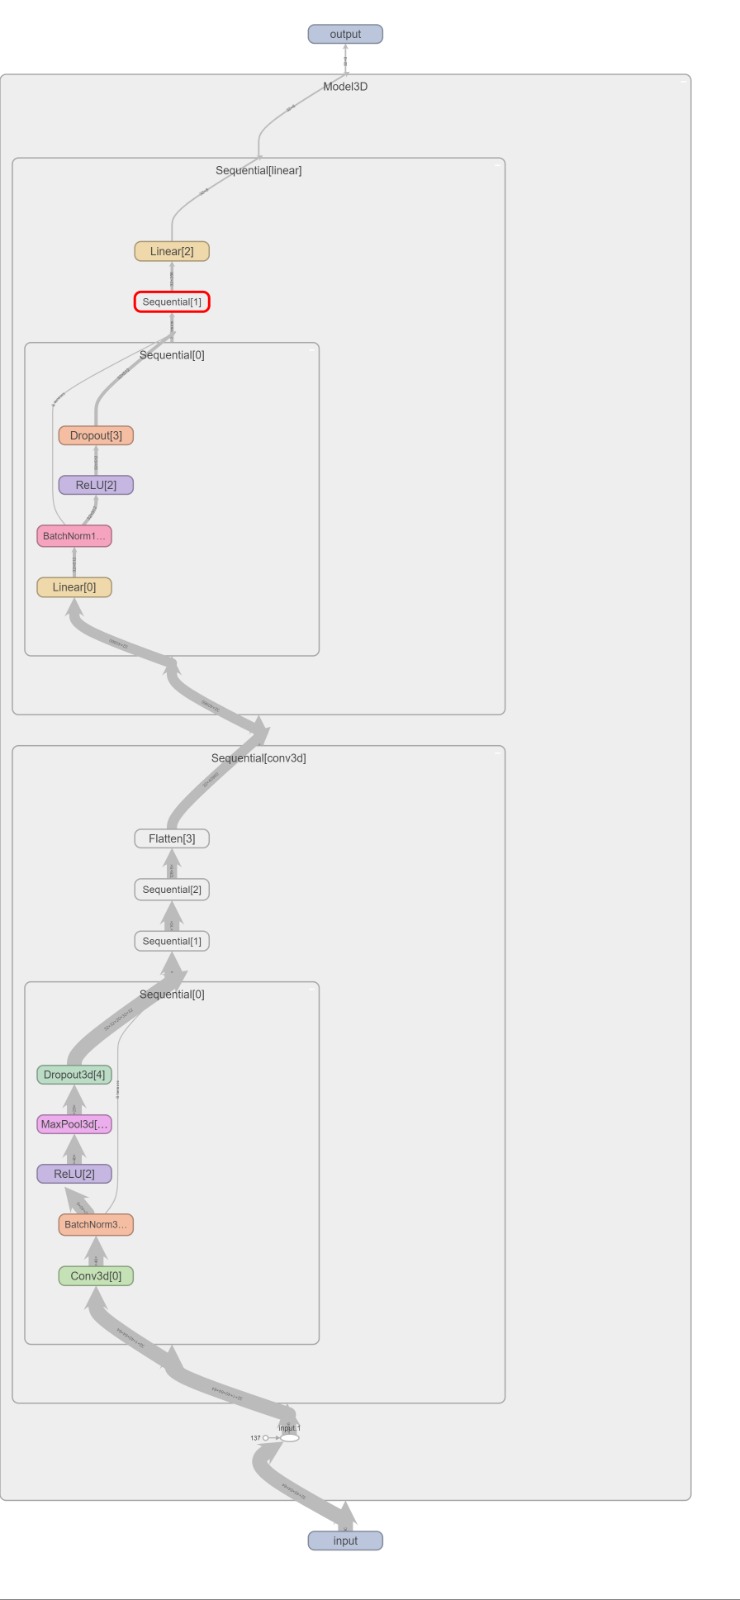 output
Model3D
Sequential[linear]
Linear[2]
Sequential[1]
Sequential[0]
Dropout[3]
ReLU[2]
BatchNorm1...
Linear[0]
Sequential[conv3d]
Flatten[3]
Sequential[2]
Sequential[1]
Sequential[0]
Dropout3d[4]
MaxPool3d[...
ReLU[2]
BatchNorm3...
Conv3d[0]
input.1
137
input